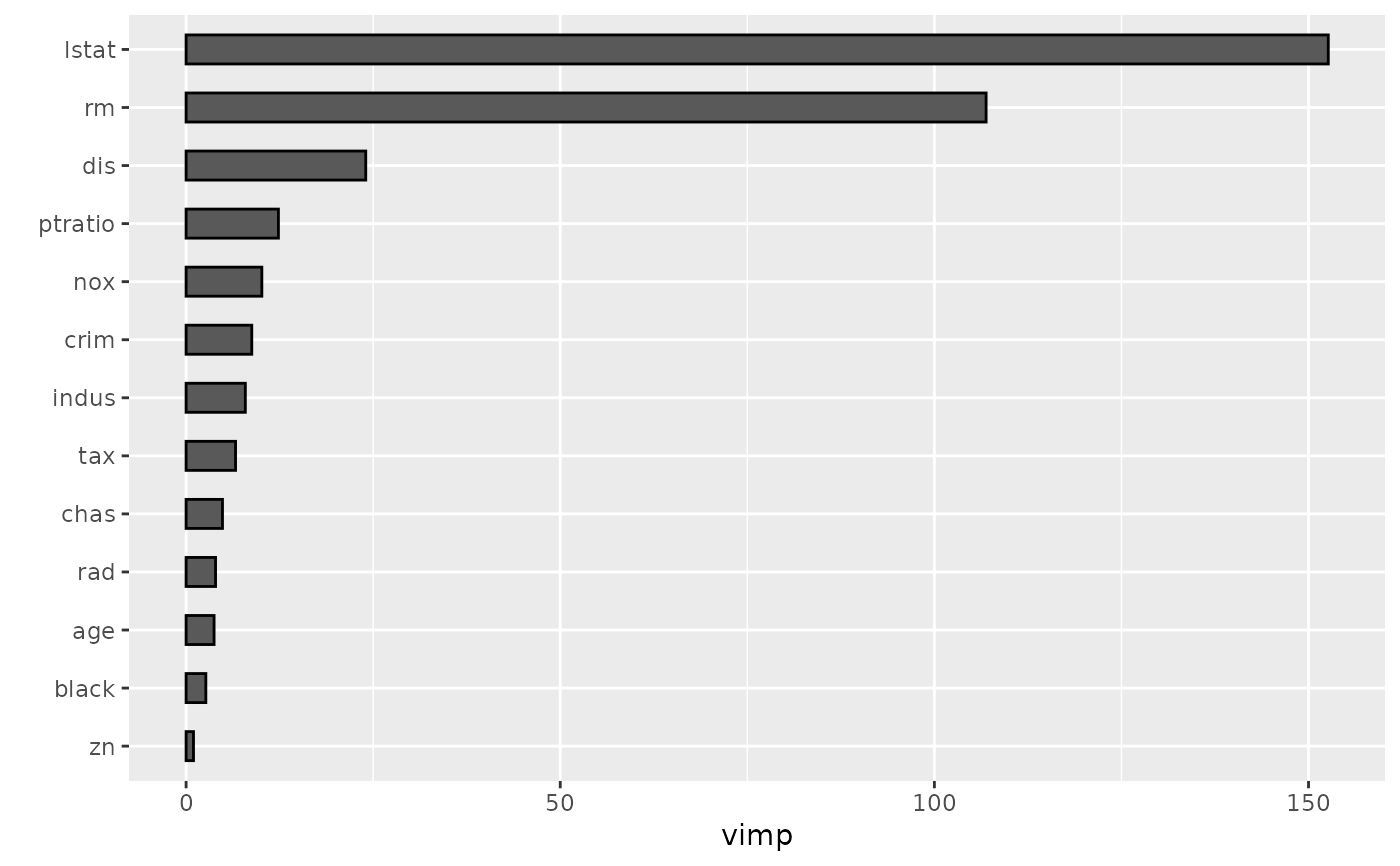 lstat
rm
dis
ptratio
nox
crim
indus
tax
chas
rad
age
black
zn
0 50 100 150
vimp